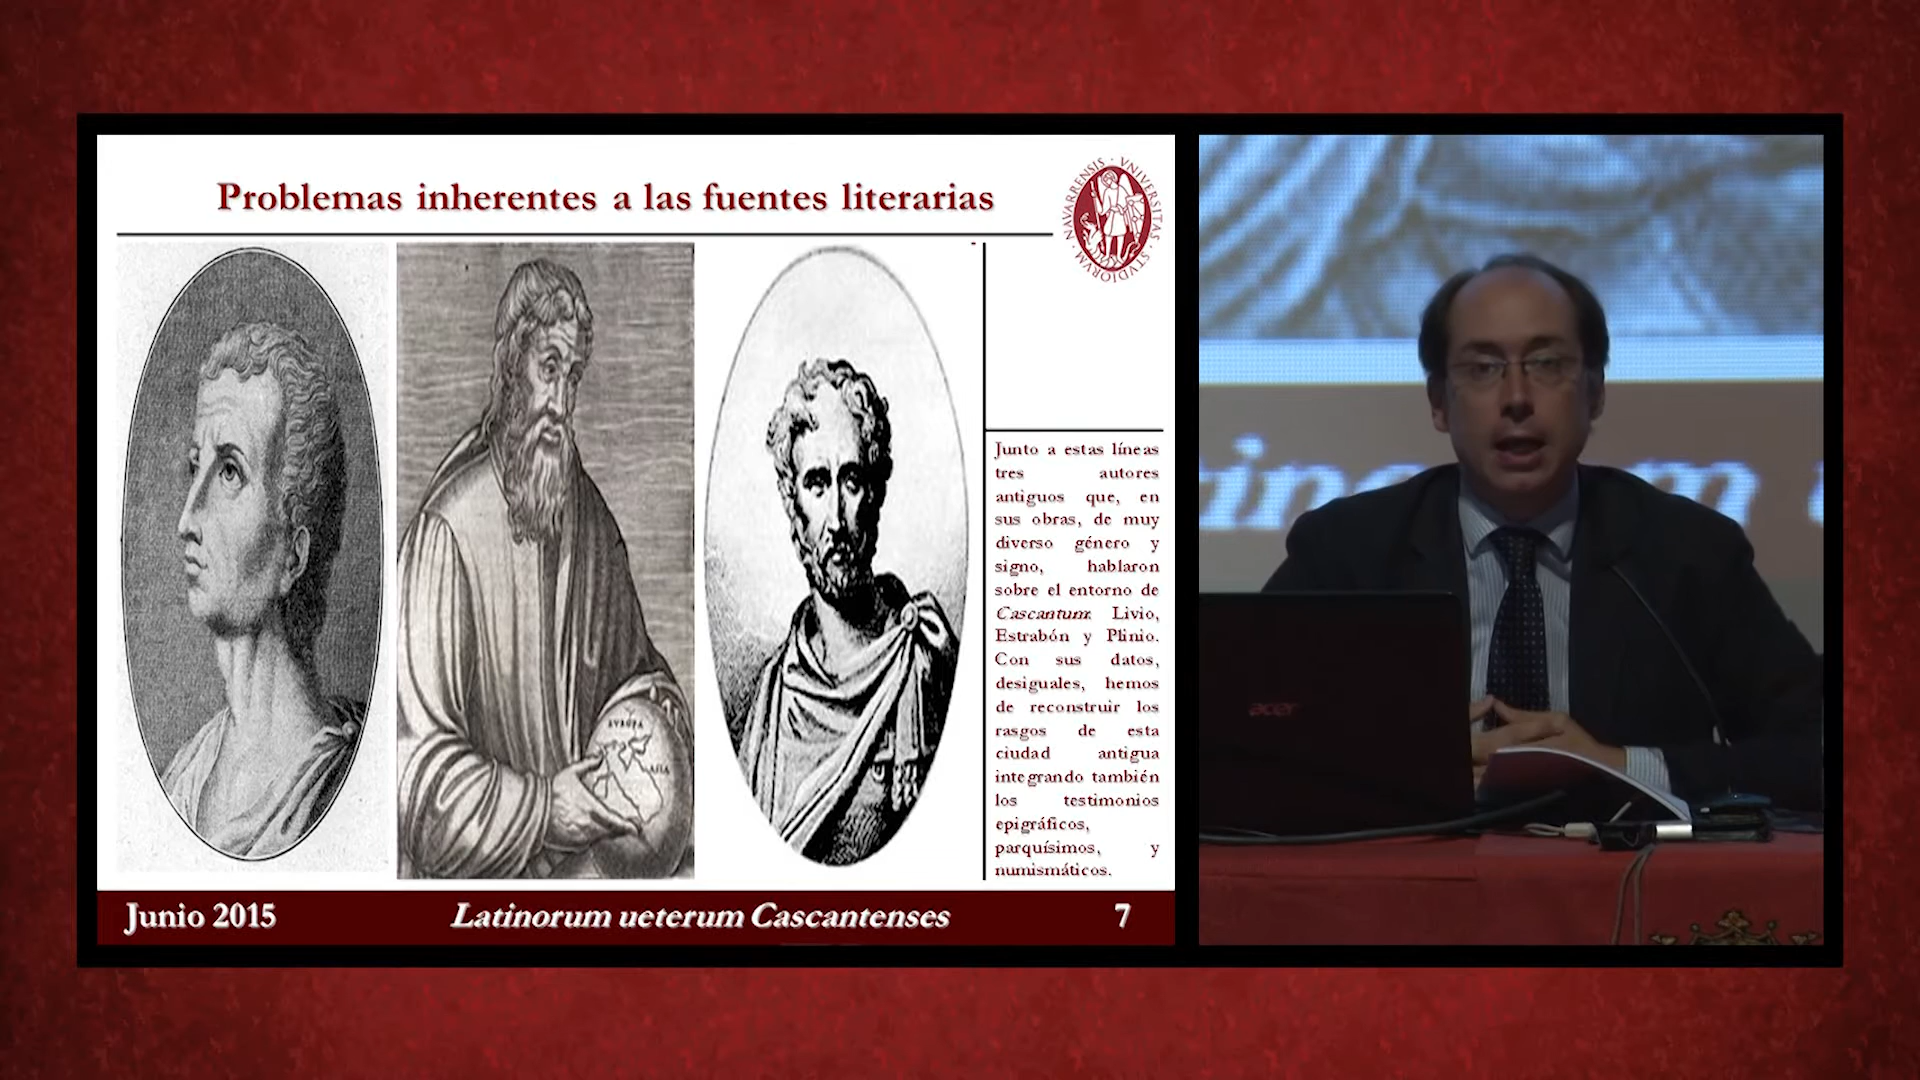 Problemas inherentes a las fuentes literarias
NAVARRENSIS · VNIVERSITAS · STVDIORVM ·
EVROPA
ASIA
Junto a estas líneas
tres autores
antiguos que, en
sus obras, de muy
diverso género y
signo, hablaron
sobre el entorno de
Cascantum: Livio,
Estrabón y Plinio.
Con sus datos,
desiguales, hemos
de reconstruir los
rasgos de esta
ciudad antigua
integrando también
los testimonios
epigráficos,
parquísimos, y
numismáticos.
Junio 2015
Latinorum ueterum Cascantenses
7
acer